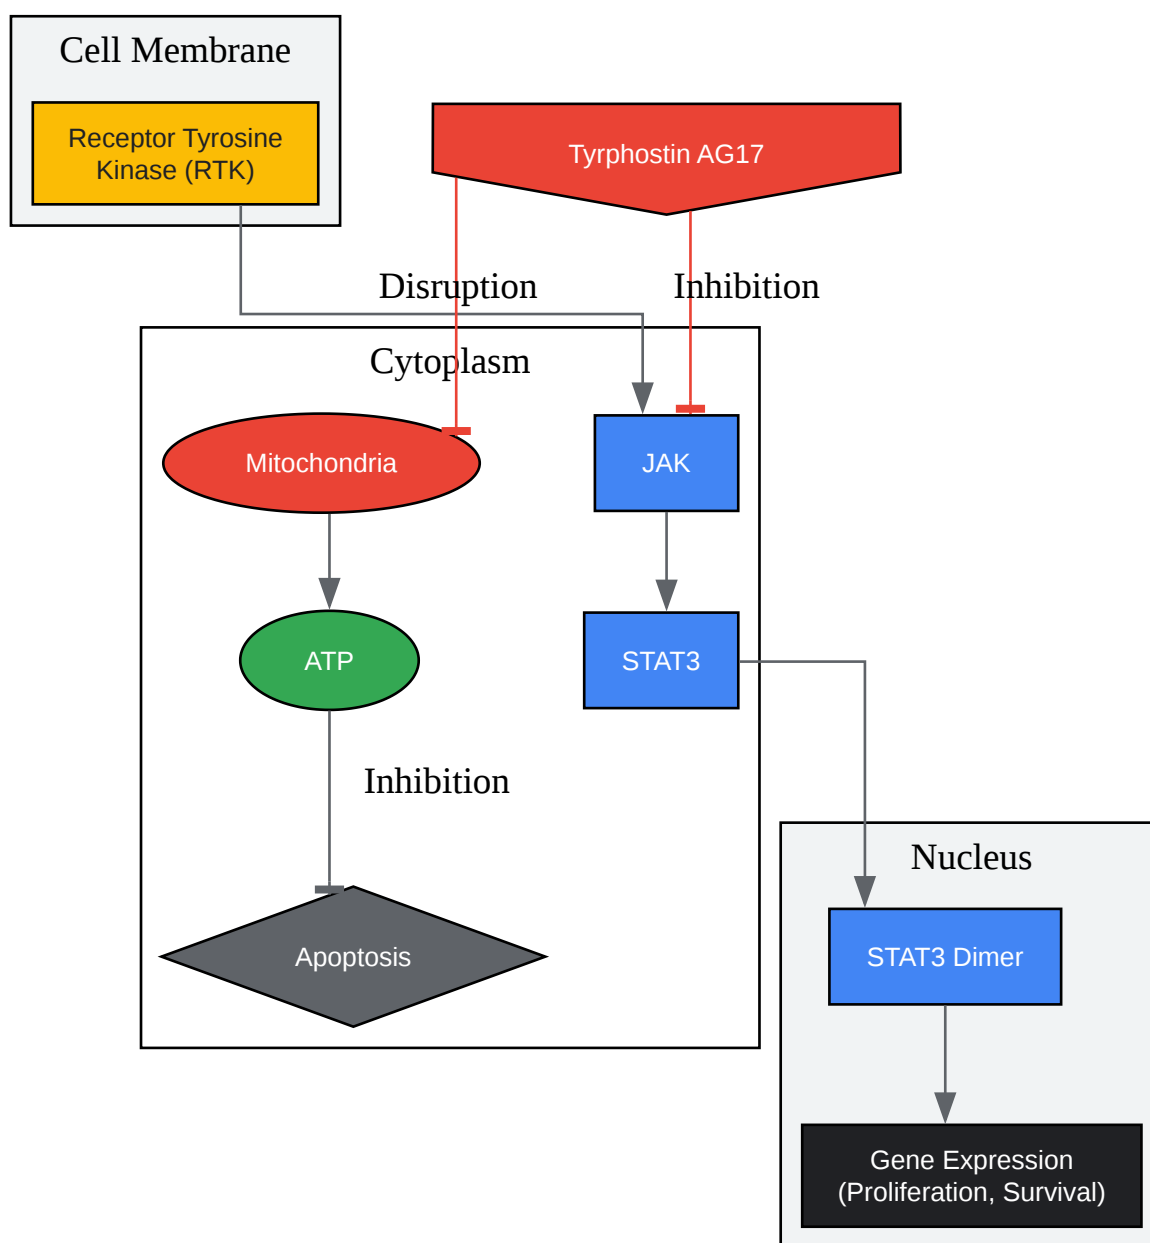 Cell Membrane
Receptor Tyrosine
Kinase (RTK)
Tyrphostin AG17
Disruption
Inhibition
Cytoplasm
Mitochondria
JAK
ATP
STAT3
Inhibition
Nucleus
Apoptosis
STAT3 Dimer
Gene Expression
(Proliferation, Survival)